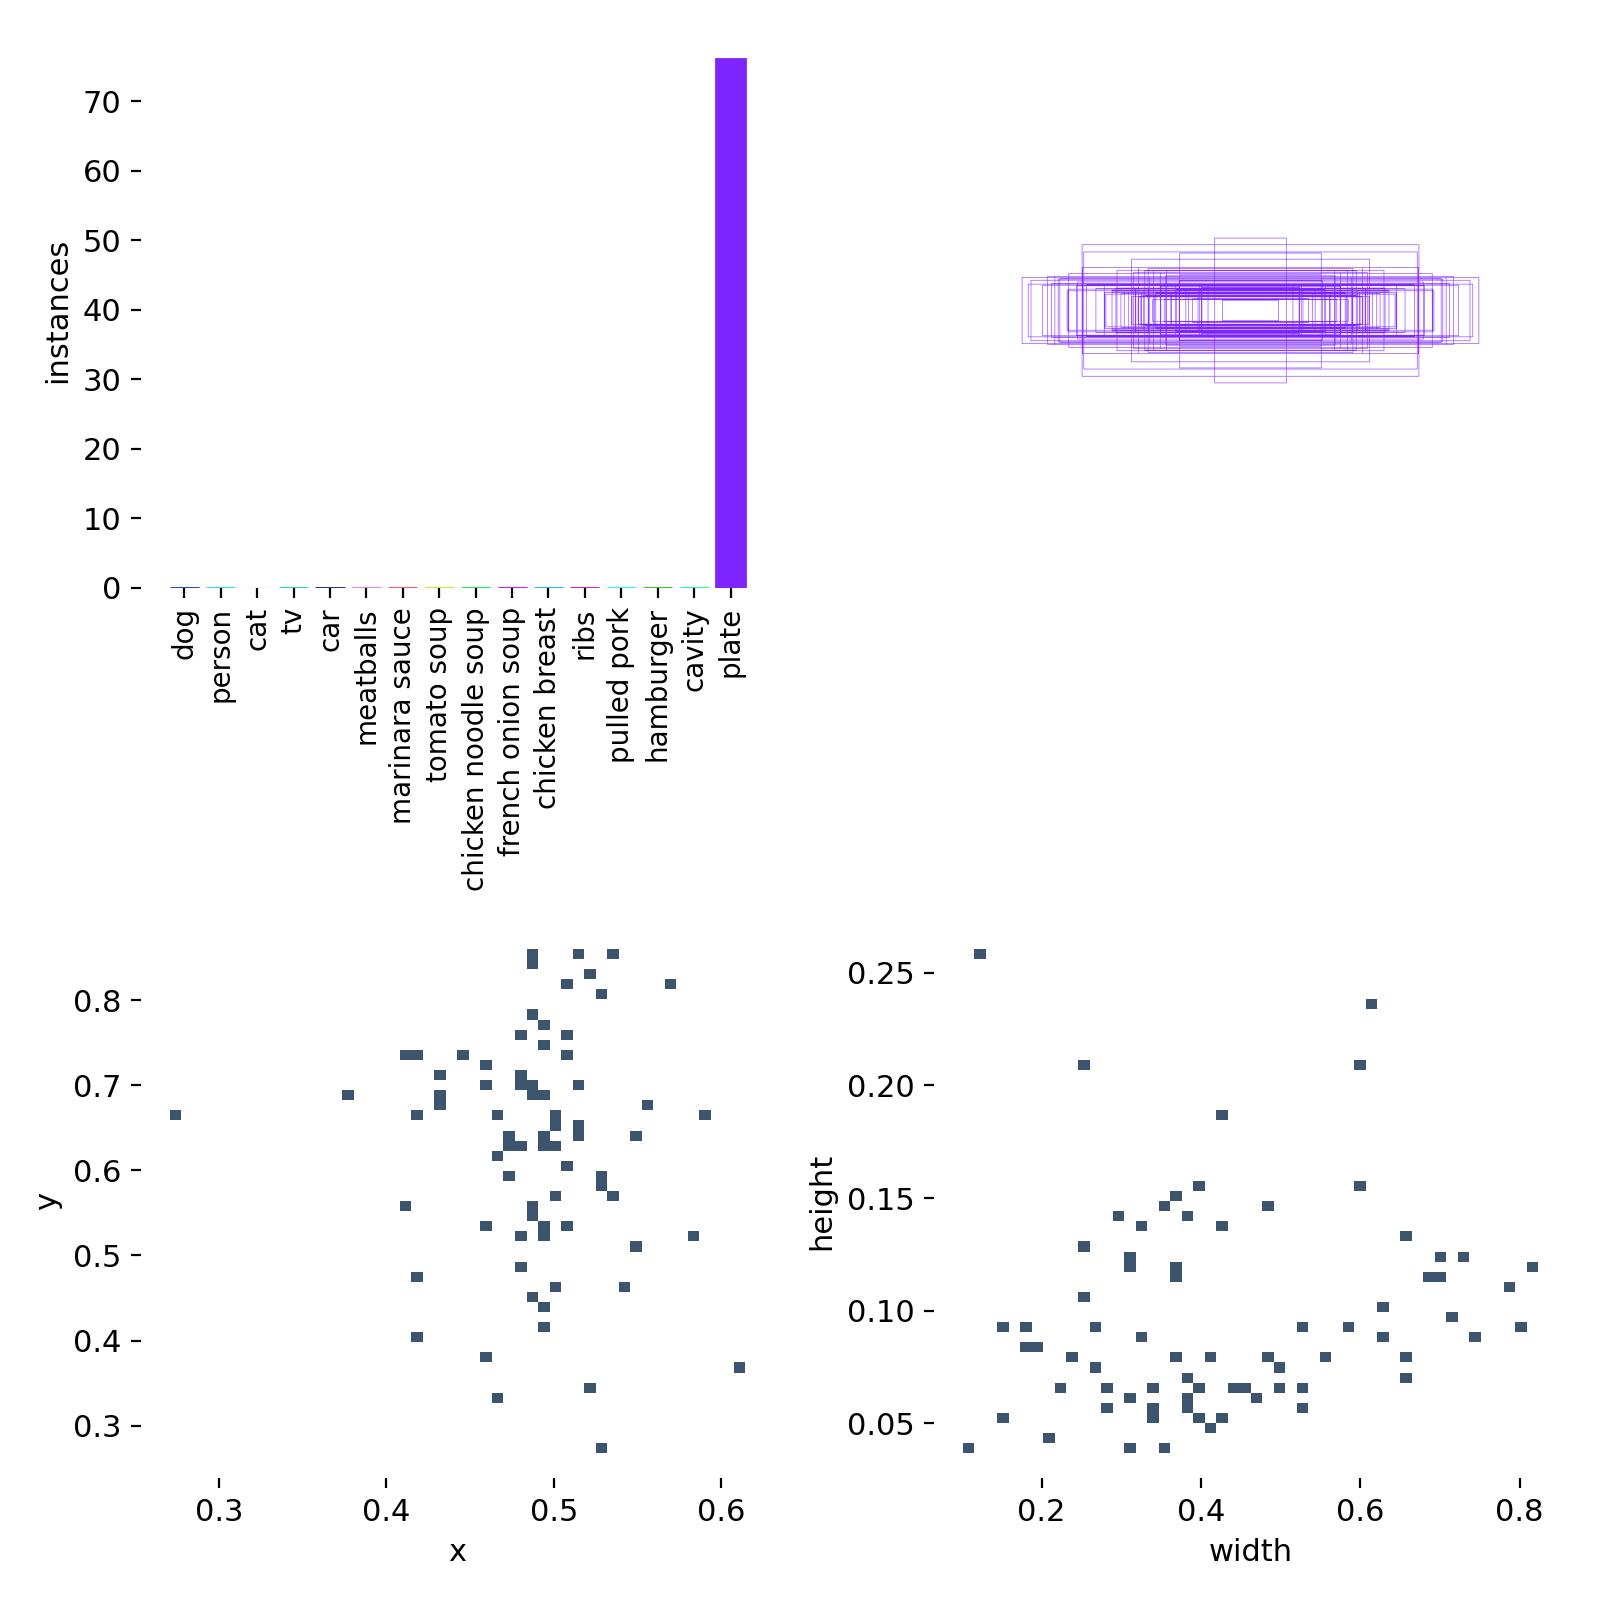 instances
70
60
50
40
30
20
10
0
dog
person
cat
tv
car
meatballs
marinara sauce
tomato soup
chicken noodle soup
french onion soup
chicken breast
ribs
pulled pork
hamburger
cavity
plate
y
0.8
0.7
0.6
0.5
0.4
0.3
0.3 0.4 0.5 0.6
x
height
0.25
0.20
0.15
0.10
0.05
0.2 0.4 0.6 0.8
width